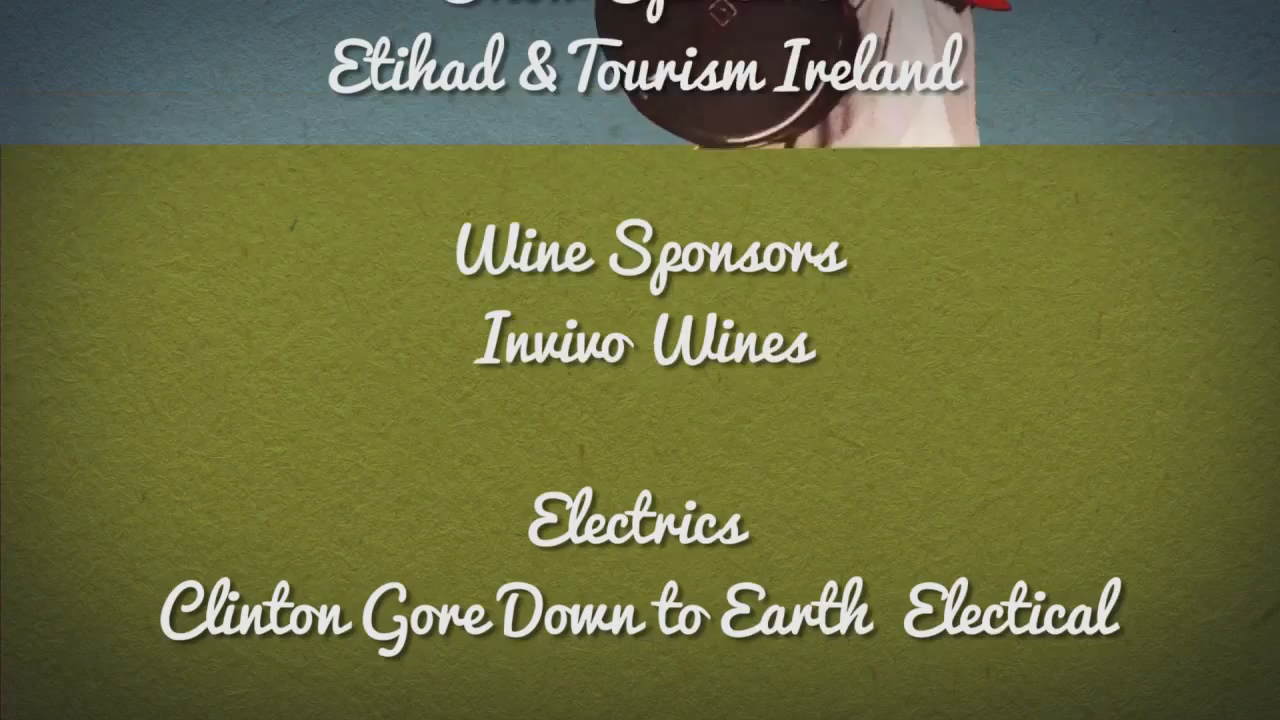 Etihad & Tourism Ireland
Wine Sponsors
Invivo Wines
Electrics
Clinton Gore Down to Earth Electical